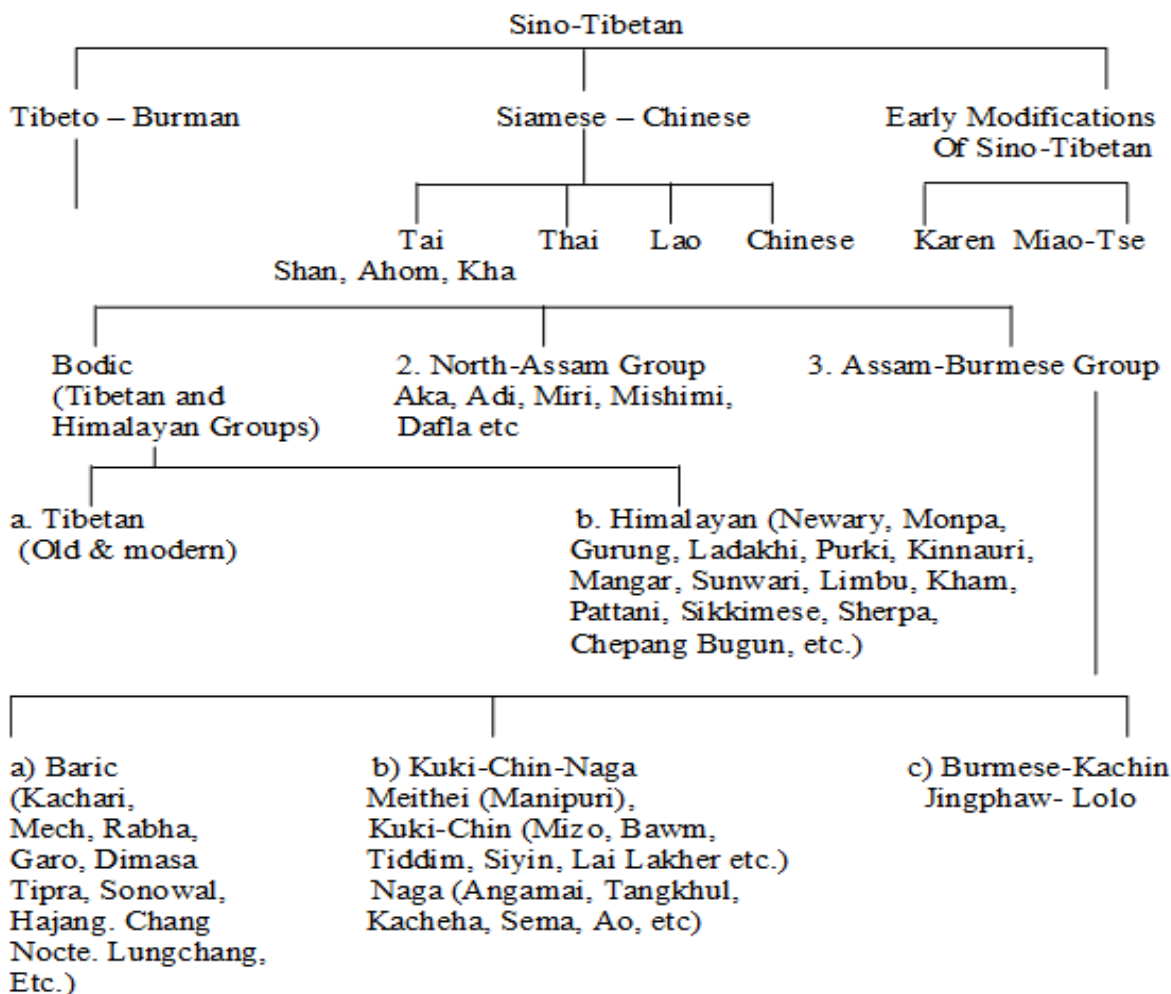 Sino-Tibetan
Tibeto – Burman
Siamese – Chinese
Early Modifications
Of Sino-Tibetan
Tai
Shan, Ahom, Kha
Thai
Lao
Chinese
Karen
Miao-Tse
Bodic
(Tibetan and
Himalayan Groups)
2. North-Assam Group
Aka, Adi, Miri, Mishimi,
Dafla etc
3. Assam-Burmese Group
a. Tibetan
(Old & modern)
b. Himalayan (Newary, Monpa,
Gurung, Ladakhi, Purki, Kinnauri,
Mangar, Sunwari, Limbu, Kham,
Pattani, Sikkimese, Sherpa,
Chepang Bugun, etc.)
a) Baric
(Kachari,
Mech, Rabha,
Garo, Dimasa
Tipra, Sonowal,
Hajang. Chang
Nocte. Lungchang,
Etc.)
b) Kuki-Chin-Naga
Meithei (Manipuri),
Kuki-Chin (Mizo, Bawm,
Tiddim, Siyin, Lai Lakher etc.)
Naga (Angamai, Tangkhul,
Kacheha, Sema, Ao, etc)
c) Burmese-Kachin
Jingphaw- Lolo